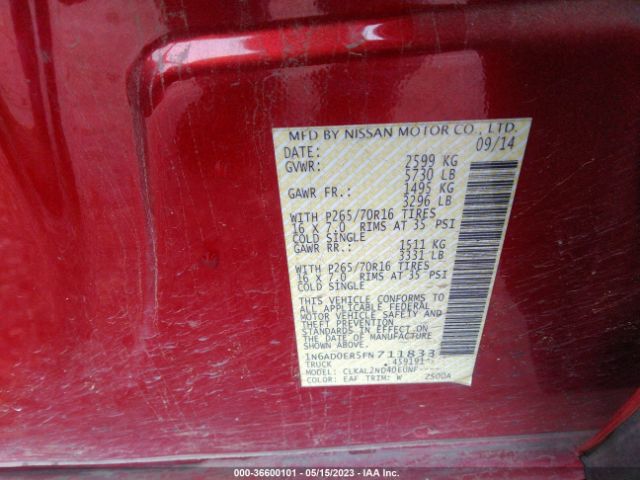 MFD BY NISSAN MOTOR CO., LTD.
DATE: 09/14
GVWR: 2599 KG
5730 LB
GAWR FR.: 1495 KG
3296 LB
WITH P265/70R16 TIRES
16 X 7.0 RIMS AT 35 PSI
COLD SINGLE
GAWR RR.: 1511 KG
3331 LB
WITH P265/70R16 TIRES
16 X 7.0 RIMS AT 35 PSI
COLD SINGLE
THIS VEHICLE CONFORMS TO
ALL APPLICABLE FEDERAL
MOTOR VEHICLE SAFETY AND
THEFT PREVENTION
STANDARDS IN EFFECT ON
THE DATE OF MANUFACTURE
SHOWN ABOVE.
1N6AD0ER5FN711833
TRUCK
MODEL:
COLOR: EAF TRIM: W 2500A
000-36600101 — 05/15/2023 — IAA Inc.